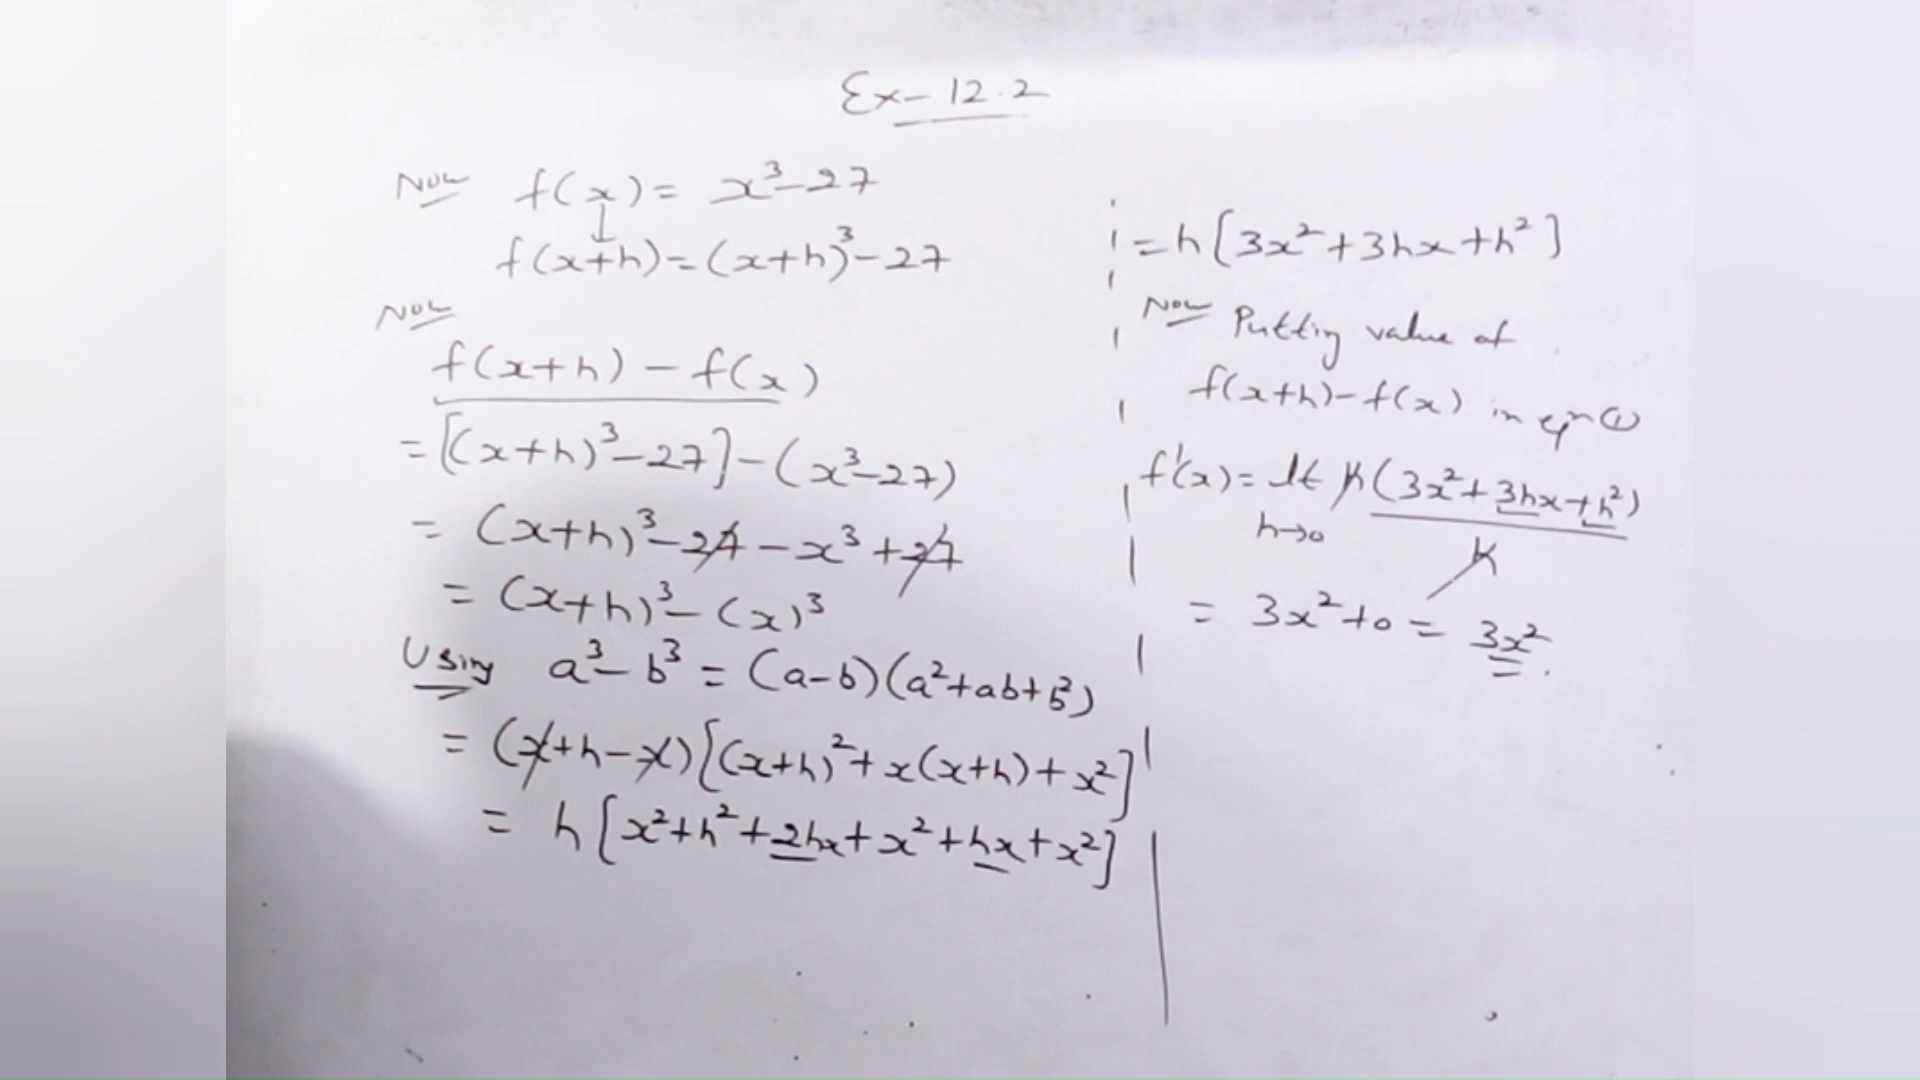 Ex- 12.2
Now f(x) = x³-27
f(x+h) = (x+h)³-27
Now
f(x+h) - f(x)
= [(x+h)³-27] - (x³-27)
= (x+h)³-27 - x³ +27
= (x+h)³- (x)³
Using a³- b³ = (a-b)(a²+ab+b²)
= (x+h-x)[(x+h)²+ x(x+h) + x²]
= h [x²+h²+2hx+x²+hx+x²]
= h[3x²+3hx+h²]
Now Putting value of
f(x+h)-f(x) in eqn ①
f'(x) = lt h(3x²+3hx+h²)
h→0 h
= 3x²+0 = 3x².